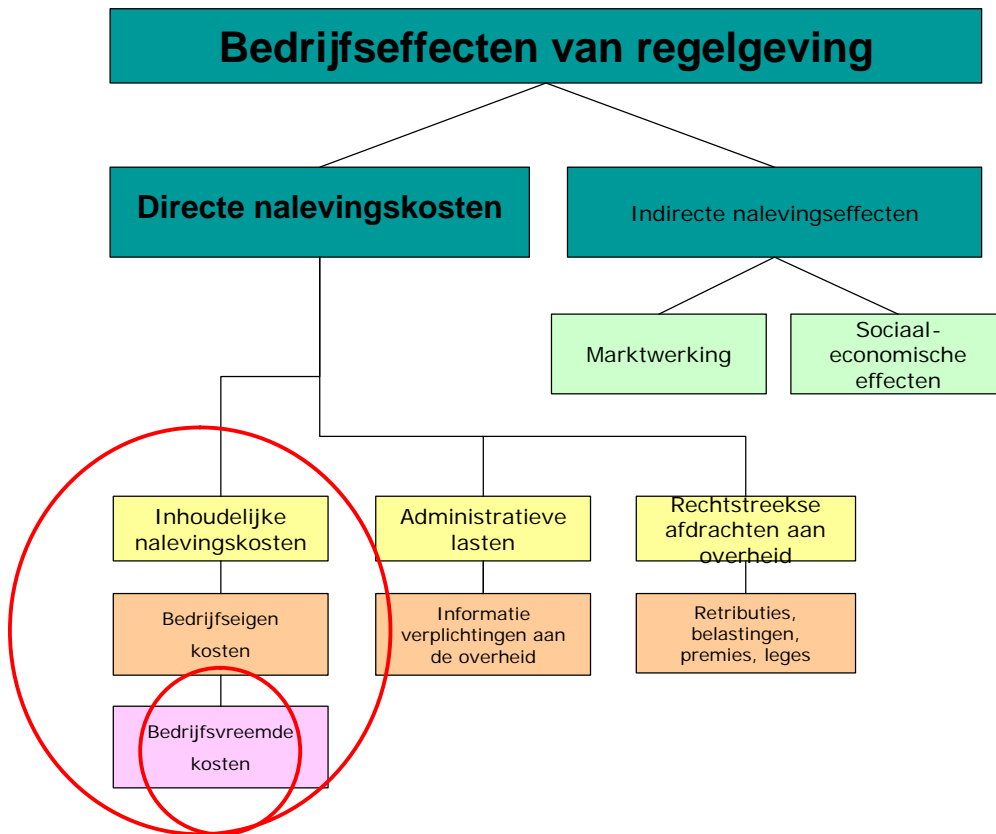 Bedrijfseffecten van regelgeving
Directe nalevingskosten
Indirecte nalevingseffecten
Marktwerking
Sociaal-
economische
effecten
Inhoudelijke
nalevingskosten
Administratieve
lasten
Rechtstreekse
afdrachten aan
overheid
Bedrijfseigen
kosten
Informatie
verplichtingen aan
de overheid
Retributies,
belastingen,
premies, leges
Bedrijfsvreemde
kosten